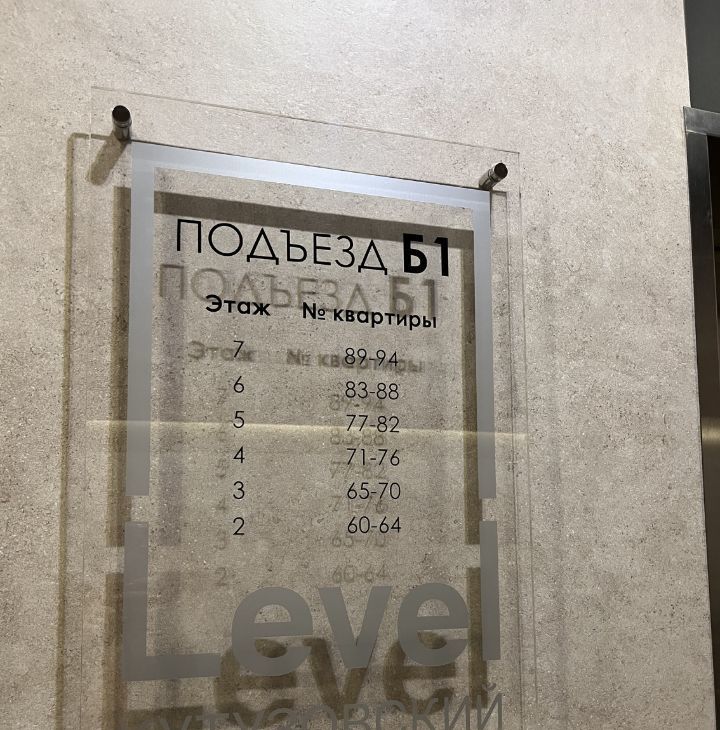 ПОДЪЕЗД Б1
Этаж № квартиры
7 89-94
6 83-88
5 77-82
4 71-76
3 65-70
2 60-64
Level